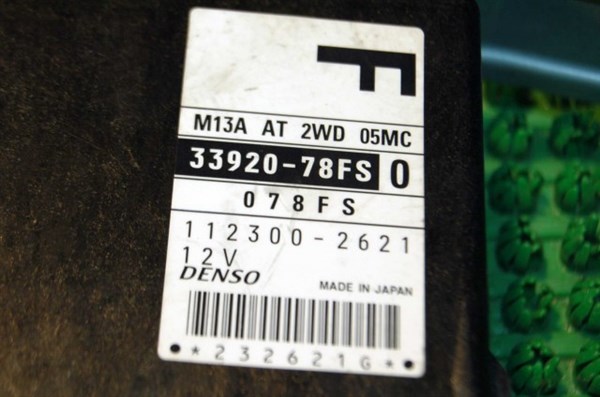 F
M13A AT 2WD 05MC
33920-78FS 0
078FS
112300-2621
12V
DENSO MADE IN JAPAN
*232621G*